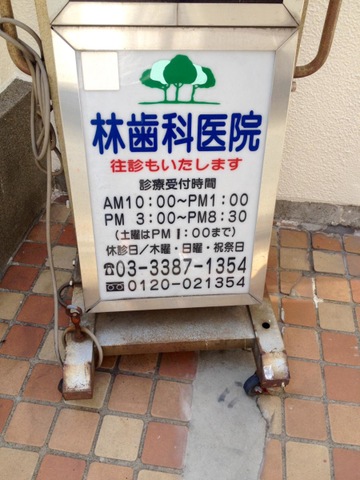 林歯科医院
往診もいたします
診療受付時間
AM10:00~PM1:00
PM 3:00~PM8:30
(土曜はPM1:00まで)
休診日/木曜・日曜・祝祭日
☎03-3387-1354
0120-021354